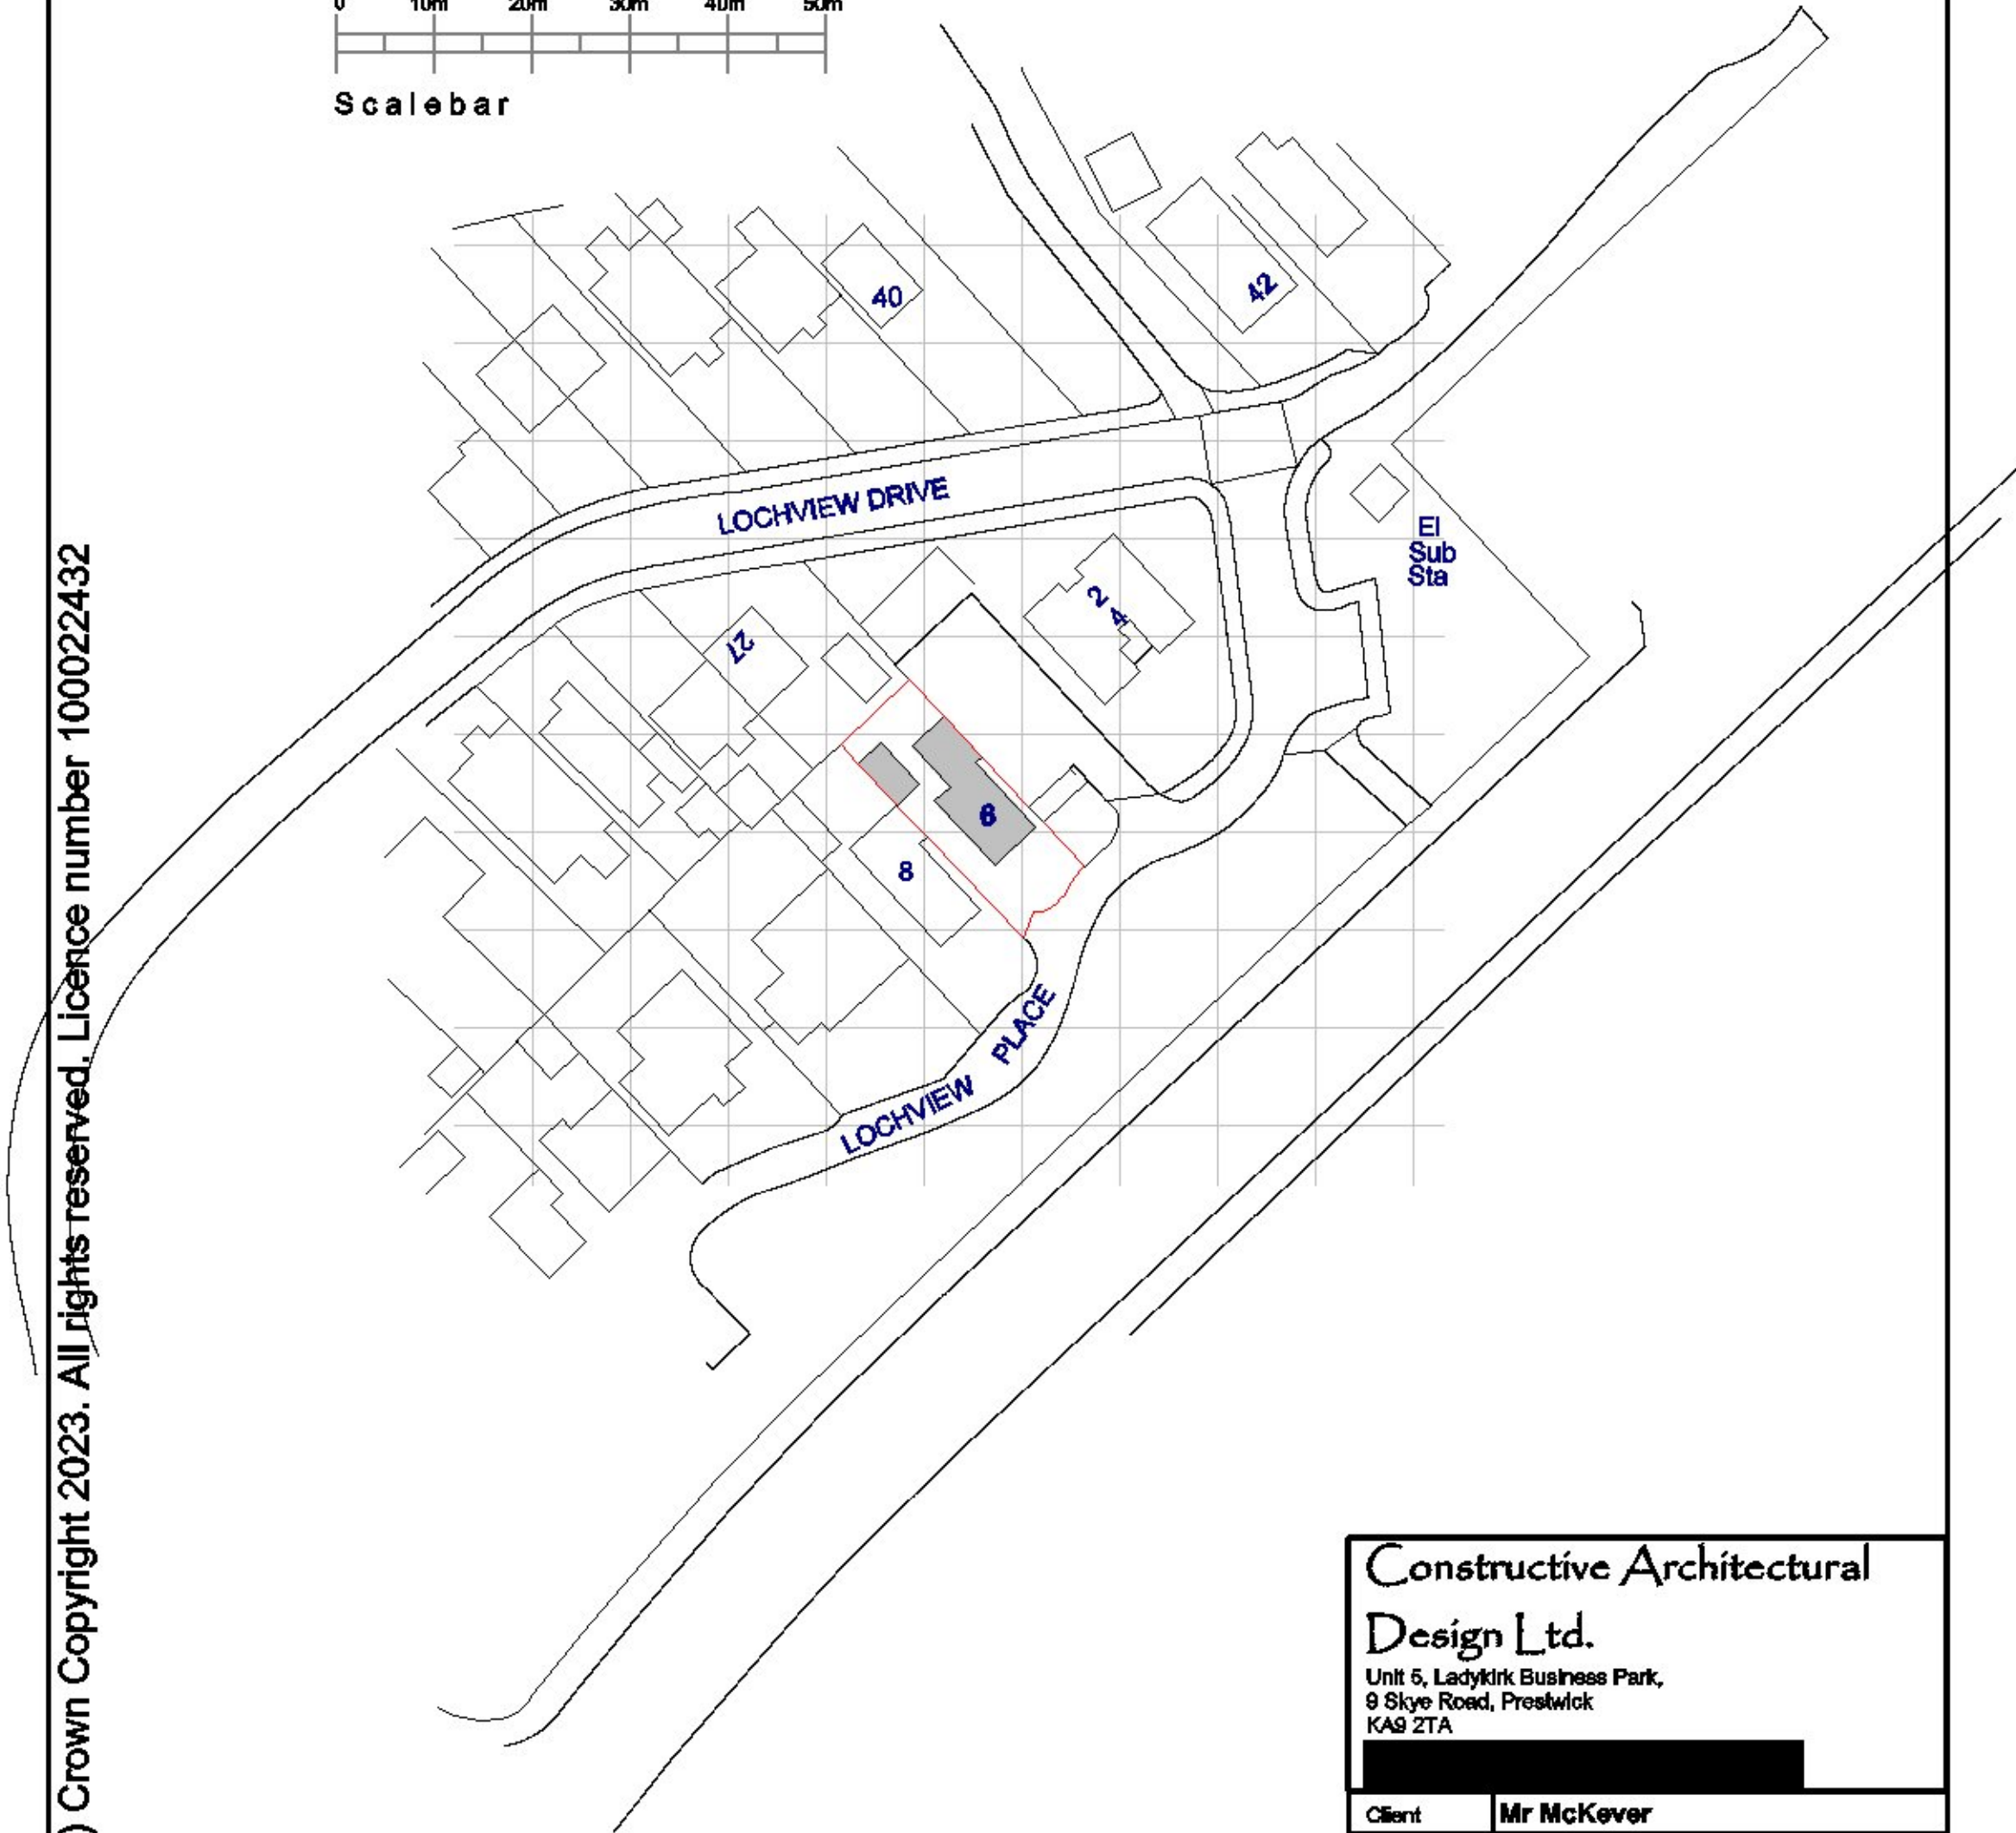 0 10m 20m 30m 40m 50m
Scalebar
40
42
LOCHVIEW DRIVE
El
Sub
Sta
2
4
27
6
8
LOCHVIEW PLACE
) Crown Copyright 2023. All rights reserved. Licence number 100022432
Constructive Architectural
Design Ltd.
Unit 5, Ladykirk Business Park,
9 Skye Road, Prestwick
KA9 2TA
Client Mr McKever